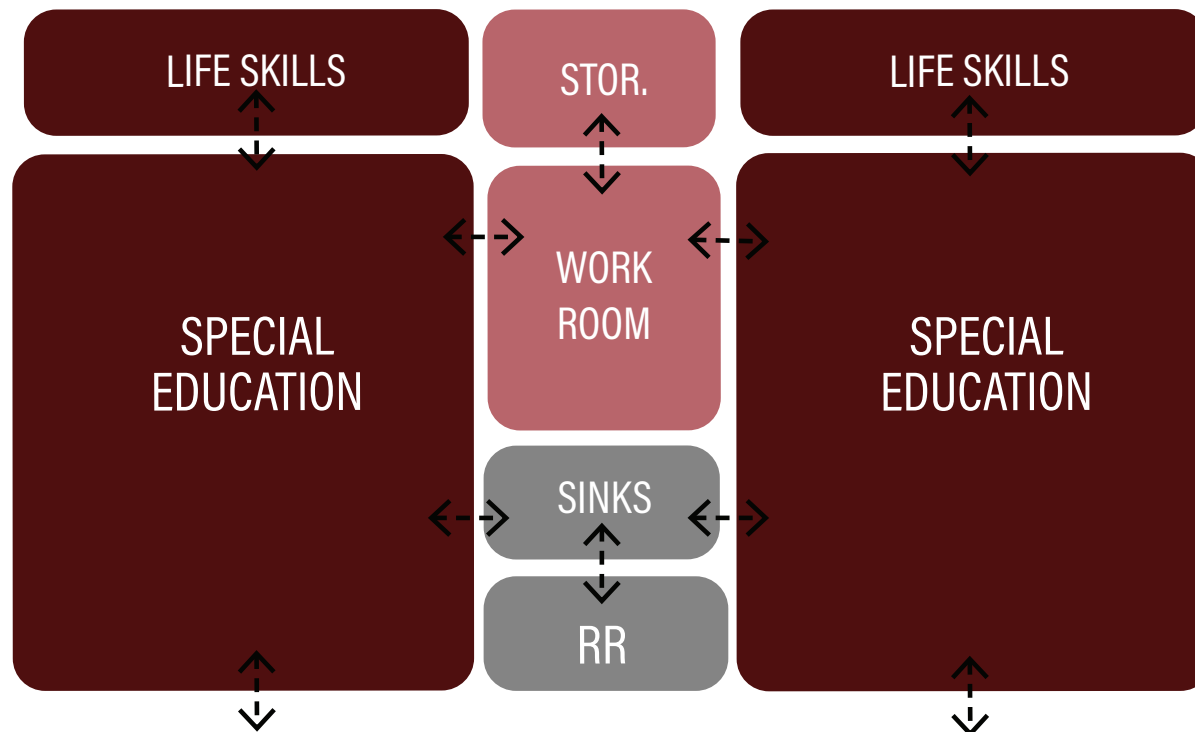 LIFE SKILLS
STOR.
LIFE SKILLS
SPECIAL
EDUCATION
WORK
ROOM
SPECIAL
EDUCATION
SINKS
RR